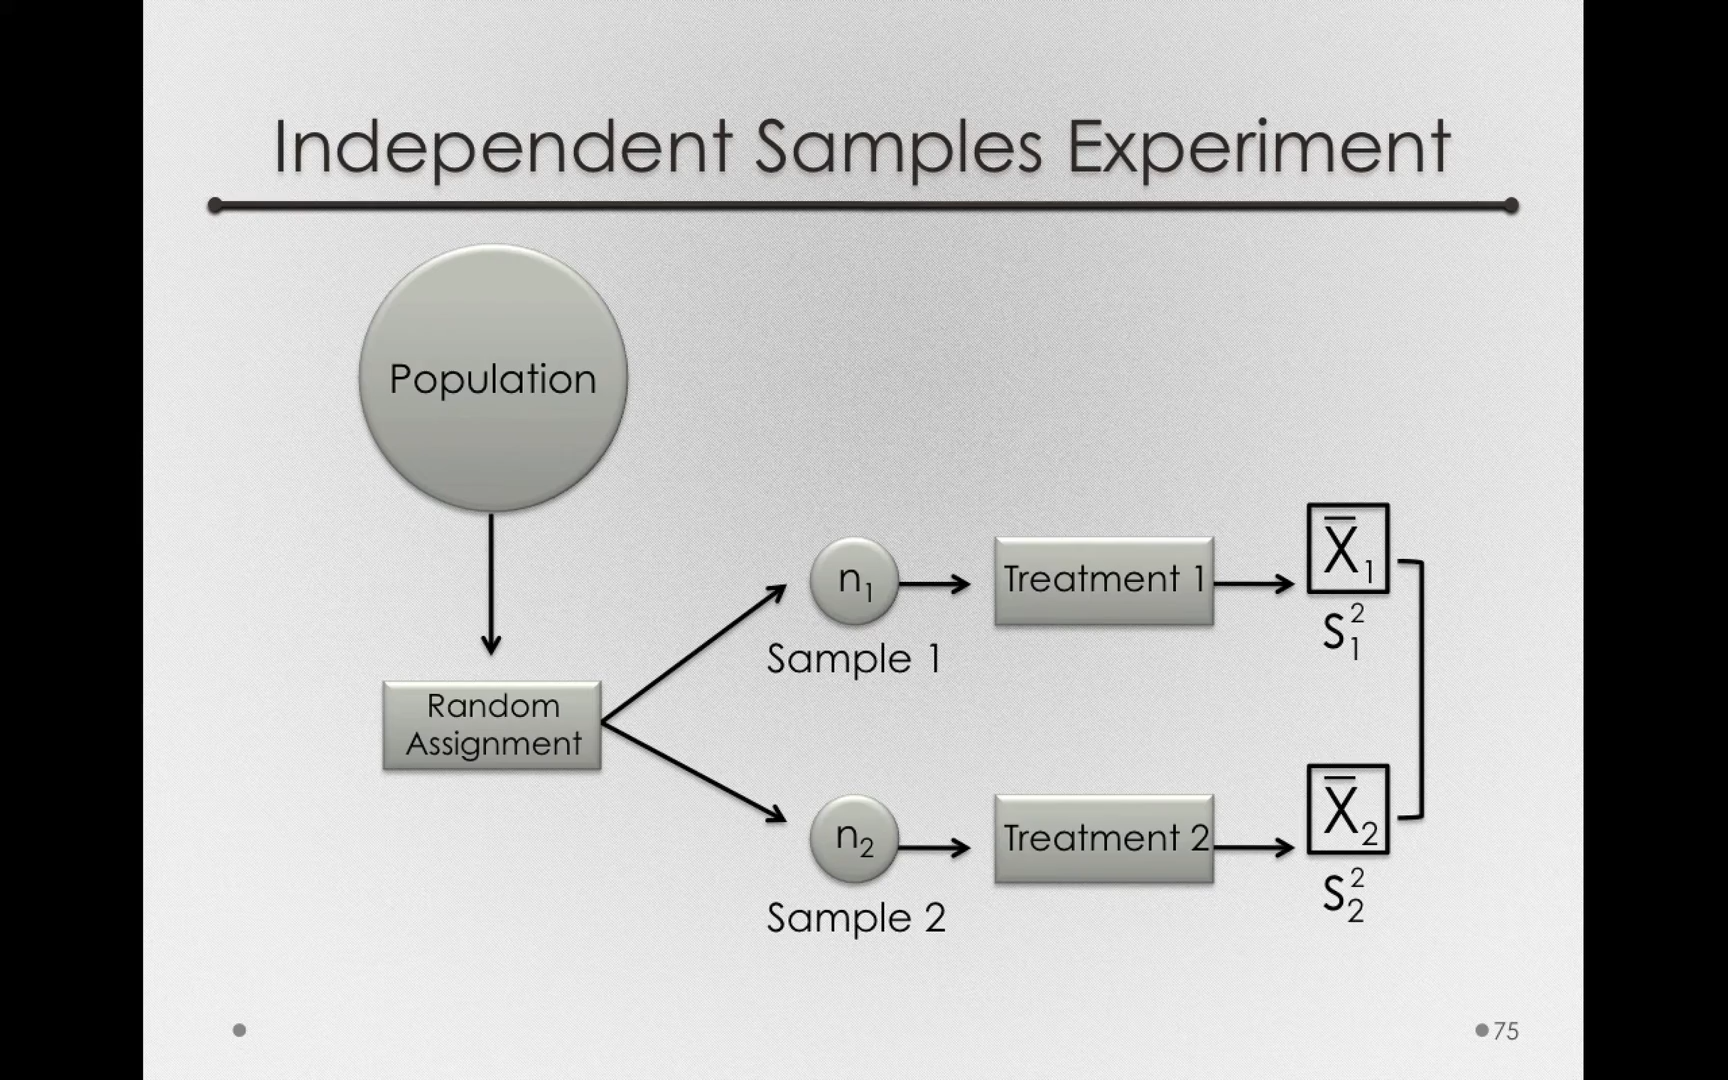 Independent Samples Experiment
Population
Random
Assignment
n₁
Sample 1
Treatment 1
X̅₁
S²₁
n₂
Sample 2
Treatment 2
X̅₂
S²₂
75